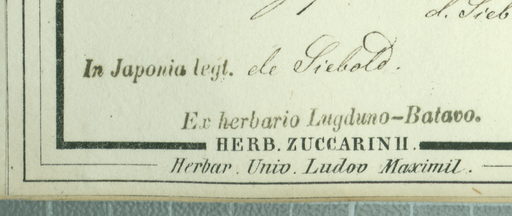 d. Sieb
In Japonia legt. de Siebold.
Ex herbario Lugduno-Batavo.
HERB. ZUCCARINII.
Herbar. Univ. Ludov Maximil.